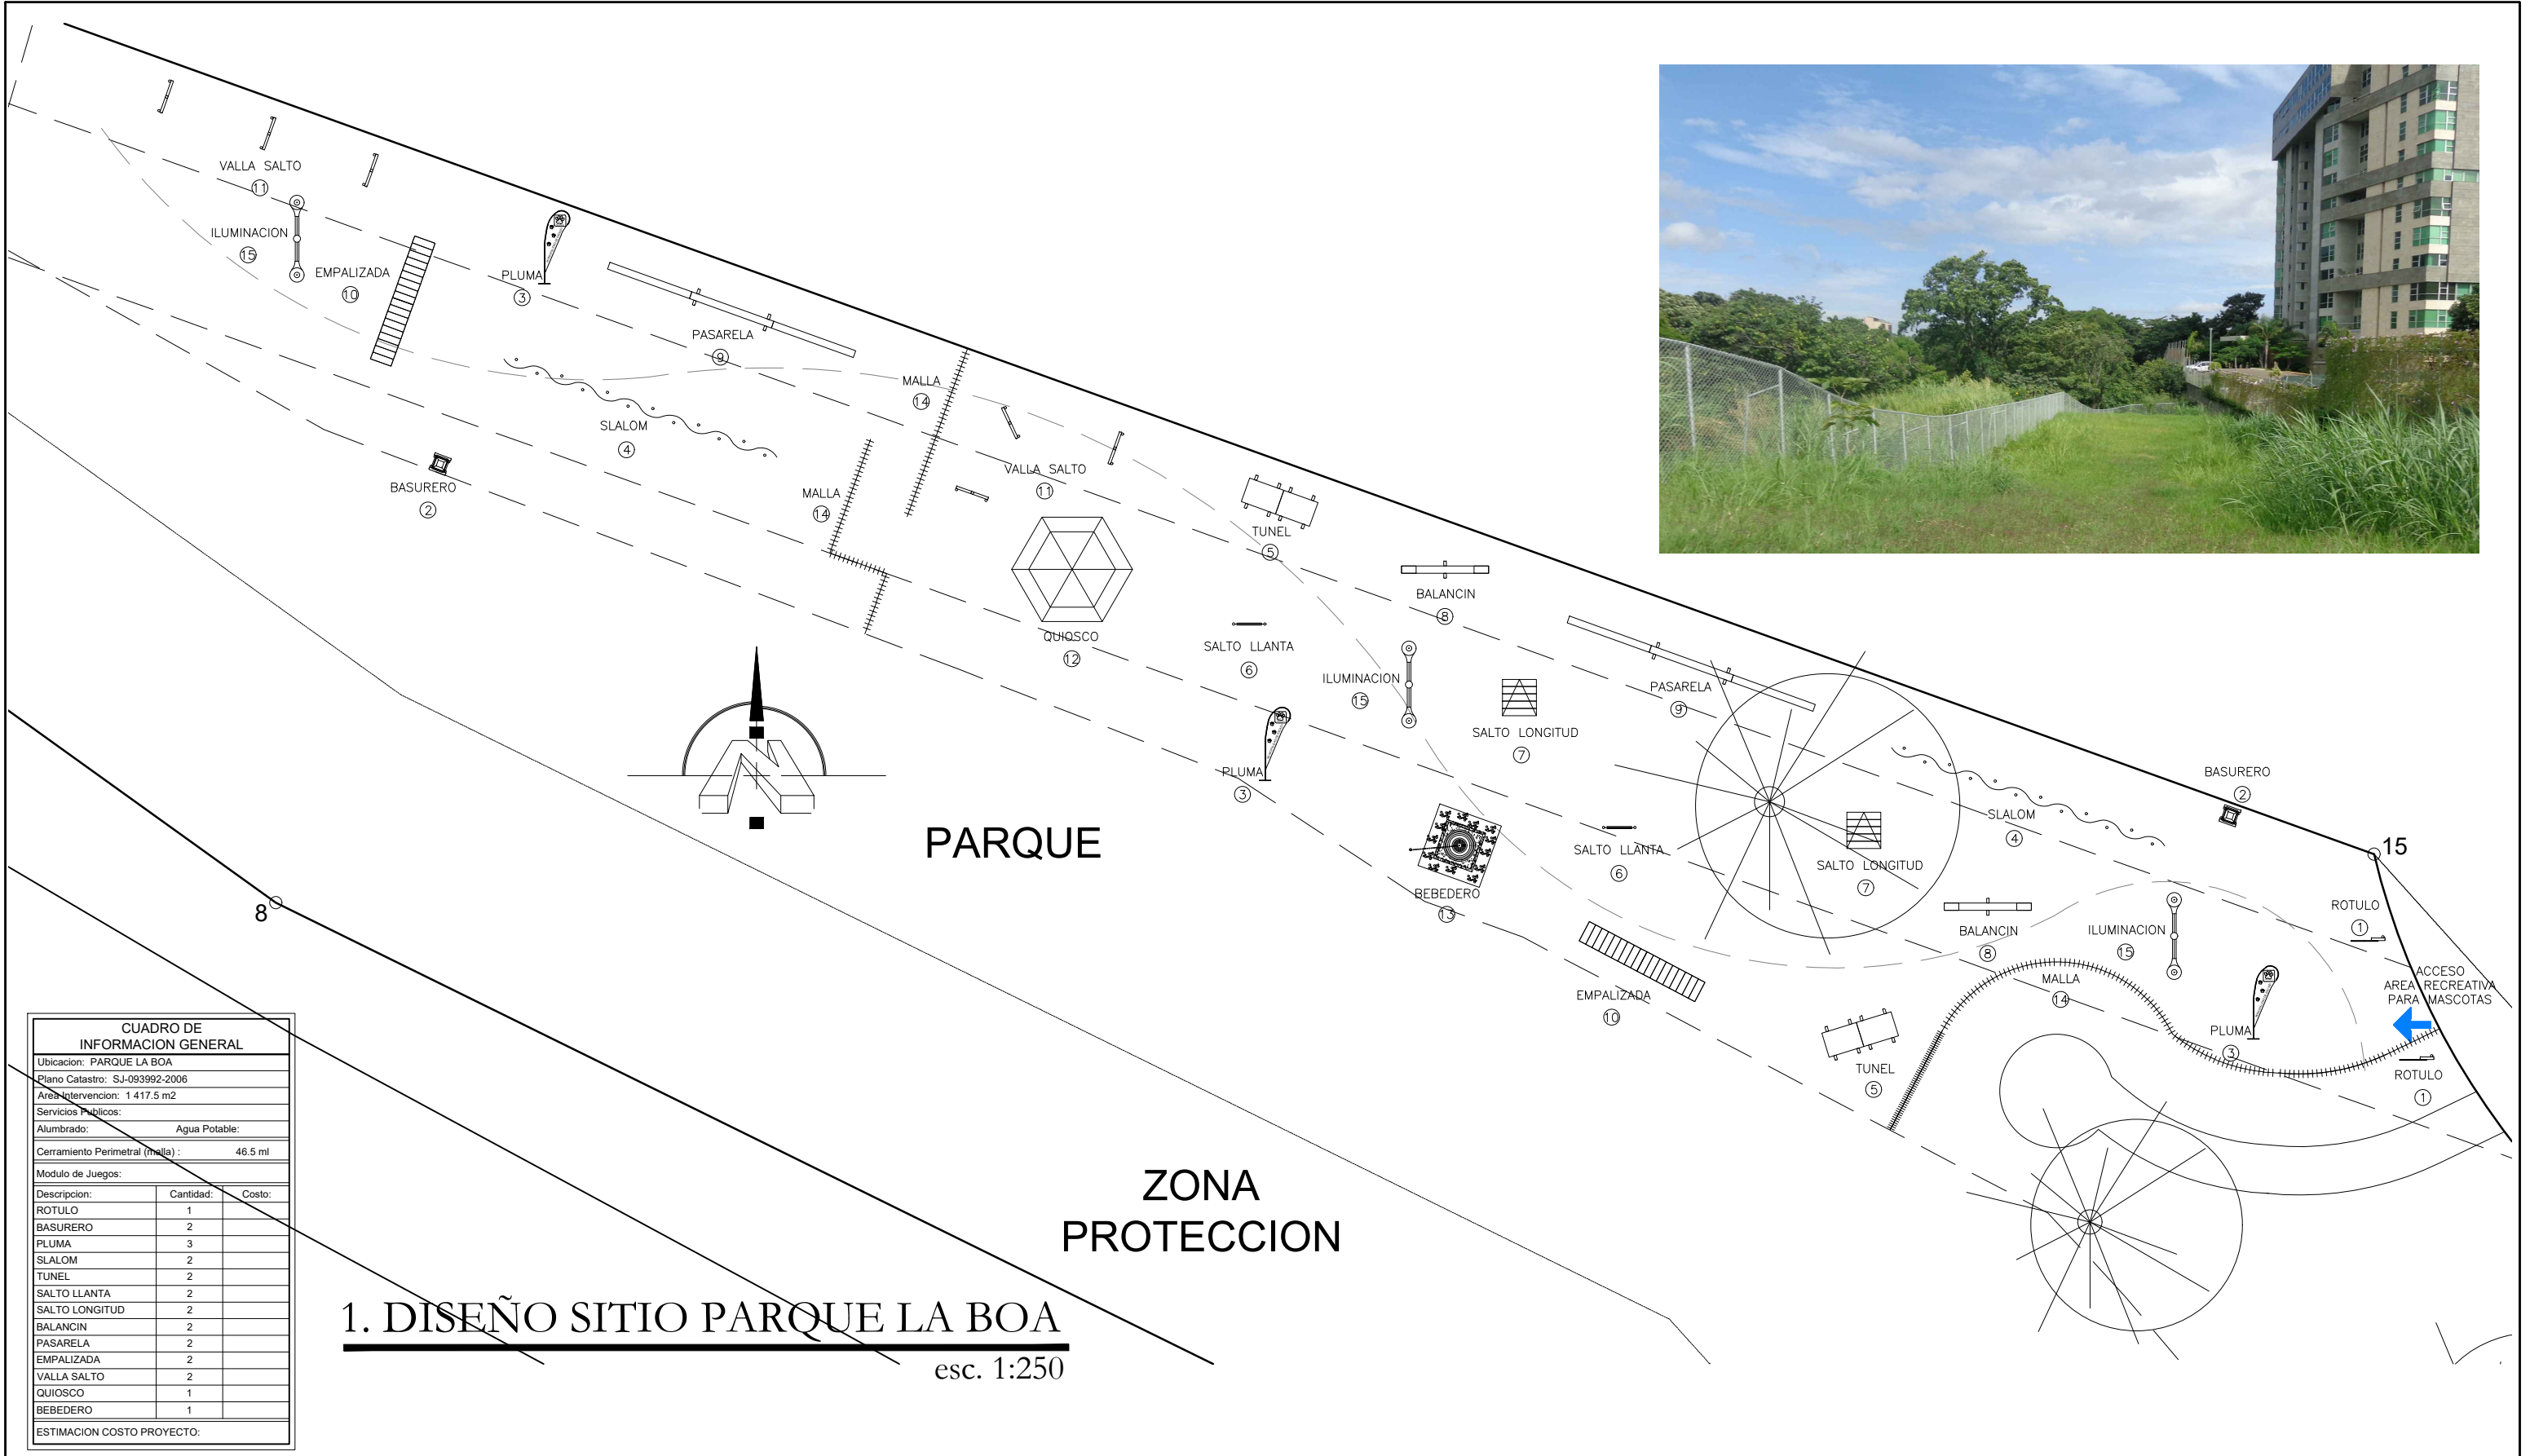 VALLA SALTO
11
ILUMINACION
15
EMPALIZADA
10
PLUMA
3
PASARELA
9
MALLA
14
SLALOM
4
BASURERO
2
MALLA
14
VALLA SALTO
11
TUNEL
5
BALANCIN
8
QUIOSCO
12
SALTO LLANTA
6
ILUMINACION
15
SALTO LONGITUD
7
PASARELA
9
PLUMA
3
BEBEDERO
13
SALTO LLANTA
6
SALTO LONGITUD
7
SLALOM
4
BASURERO
2
15
EMPALIZADA
10
BALANCIN
8
ILUMINACION
15
ROTULO
1
ACCESO
AREA RECREATIVA
PARA MASCOTAS
MALLA
14
PLUMA
3
TUNEL
5
ROTULO
1
N
PARQUE
8
ZONA
PROTECCION
CUADRO DE
INFORMACION GENERAL
Ubicacion: PARQUE LA BOA
Plano Catastro: SJ-093992-2006
Area Intervencion: 1 417.5 m2
Servicios Publicos:
Alumbrado: Agua Potable:
Cerramiento Perimetral (malla) : 46.5 ml
Modulo de Juegos:
Descripcion: Cantidad: Costo:
ROTULO 1
BASURERO 2
PLUMA 3
SLALOM 2
TUNEL 2
SALTO LLANTA 2
SALTO LONGITUD 2
BALANCIN 2
PASARELA 2
EMPALIZADA 2
VALLA SALTO 2
QUIOSCO 1
BEBEDERO 1
ESTIMACION COSTO PROYECTO:
1. DISEÑO SITIO PARQUE LA BOA
esc. 1:250